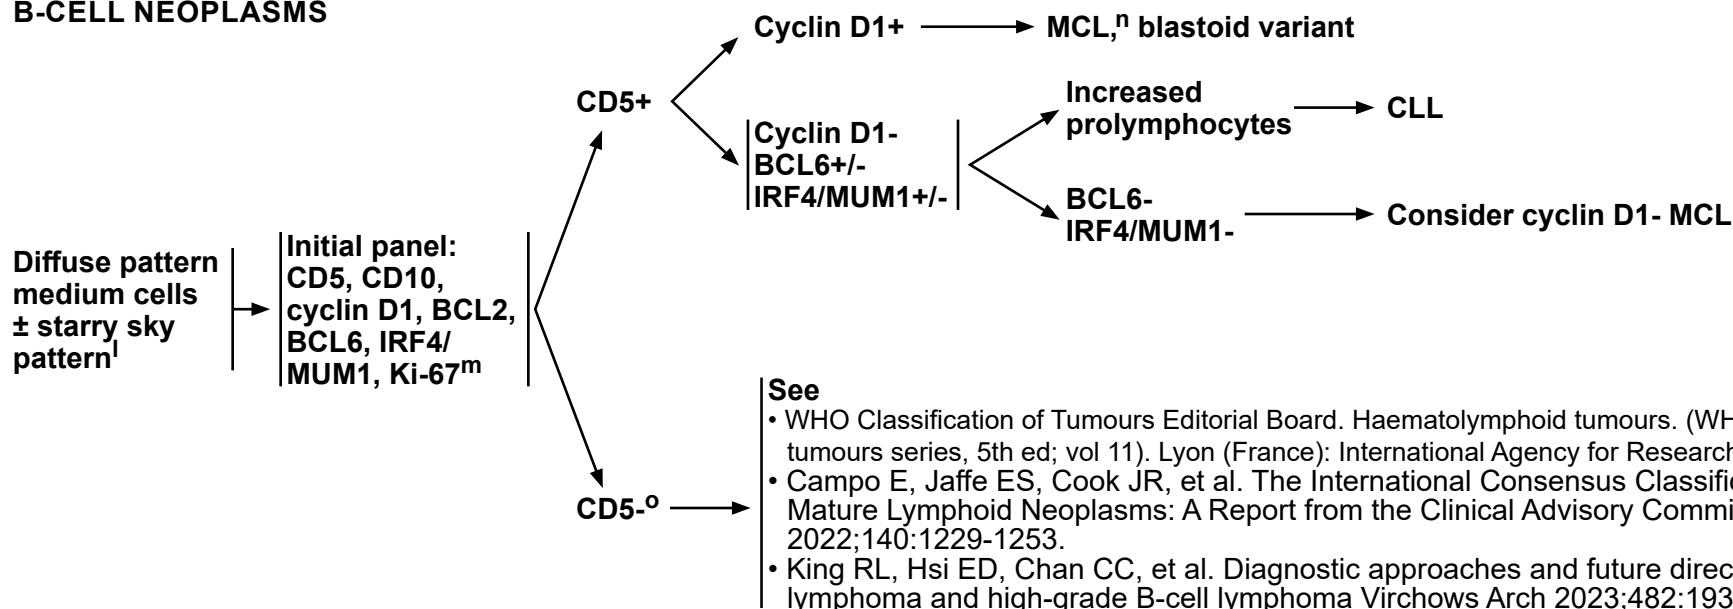 B-CELL NEOPLASMS
Cyclin D1+
MCL,n blastoid variant
CD5+
Increased
prolymphocytes
CLL
Cyclin D1-
BCL6+/-
IRF4/MUM1+/-
BCL6-
IRF4/MUM1-
Consider cyclin D1- MCL
Diffuse pattern
medium cells
± starry sky
patternl
Initial panel:
CD5, CD10,
cyclin D1, BCL2,
BCL6, IRF4/
MUM1, Ki-67m
CD5-o
See
• WHO Classification of Tumours Editorial Board. Haematolymphoid tumours. (WH
tumours series, 5th ed; vol 11). Lyon (France): International Agency for Research
• Campo E, Jaffe ES, Cook JR, et al. The International Consensus Classific
Mature Lymphoid Neoplasms: A Report from the Clinical Advisory Commi
2022;140:1229-1253.
• King RL, Hsi ED, Chan CC, et al. Diagnostic approaches and future direc
lymphoma and high-grade B-cell lymphoma Virchows Arch 2023;482:193